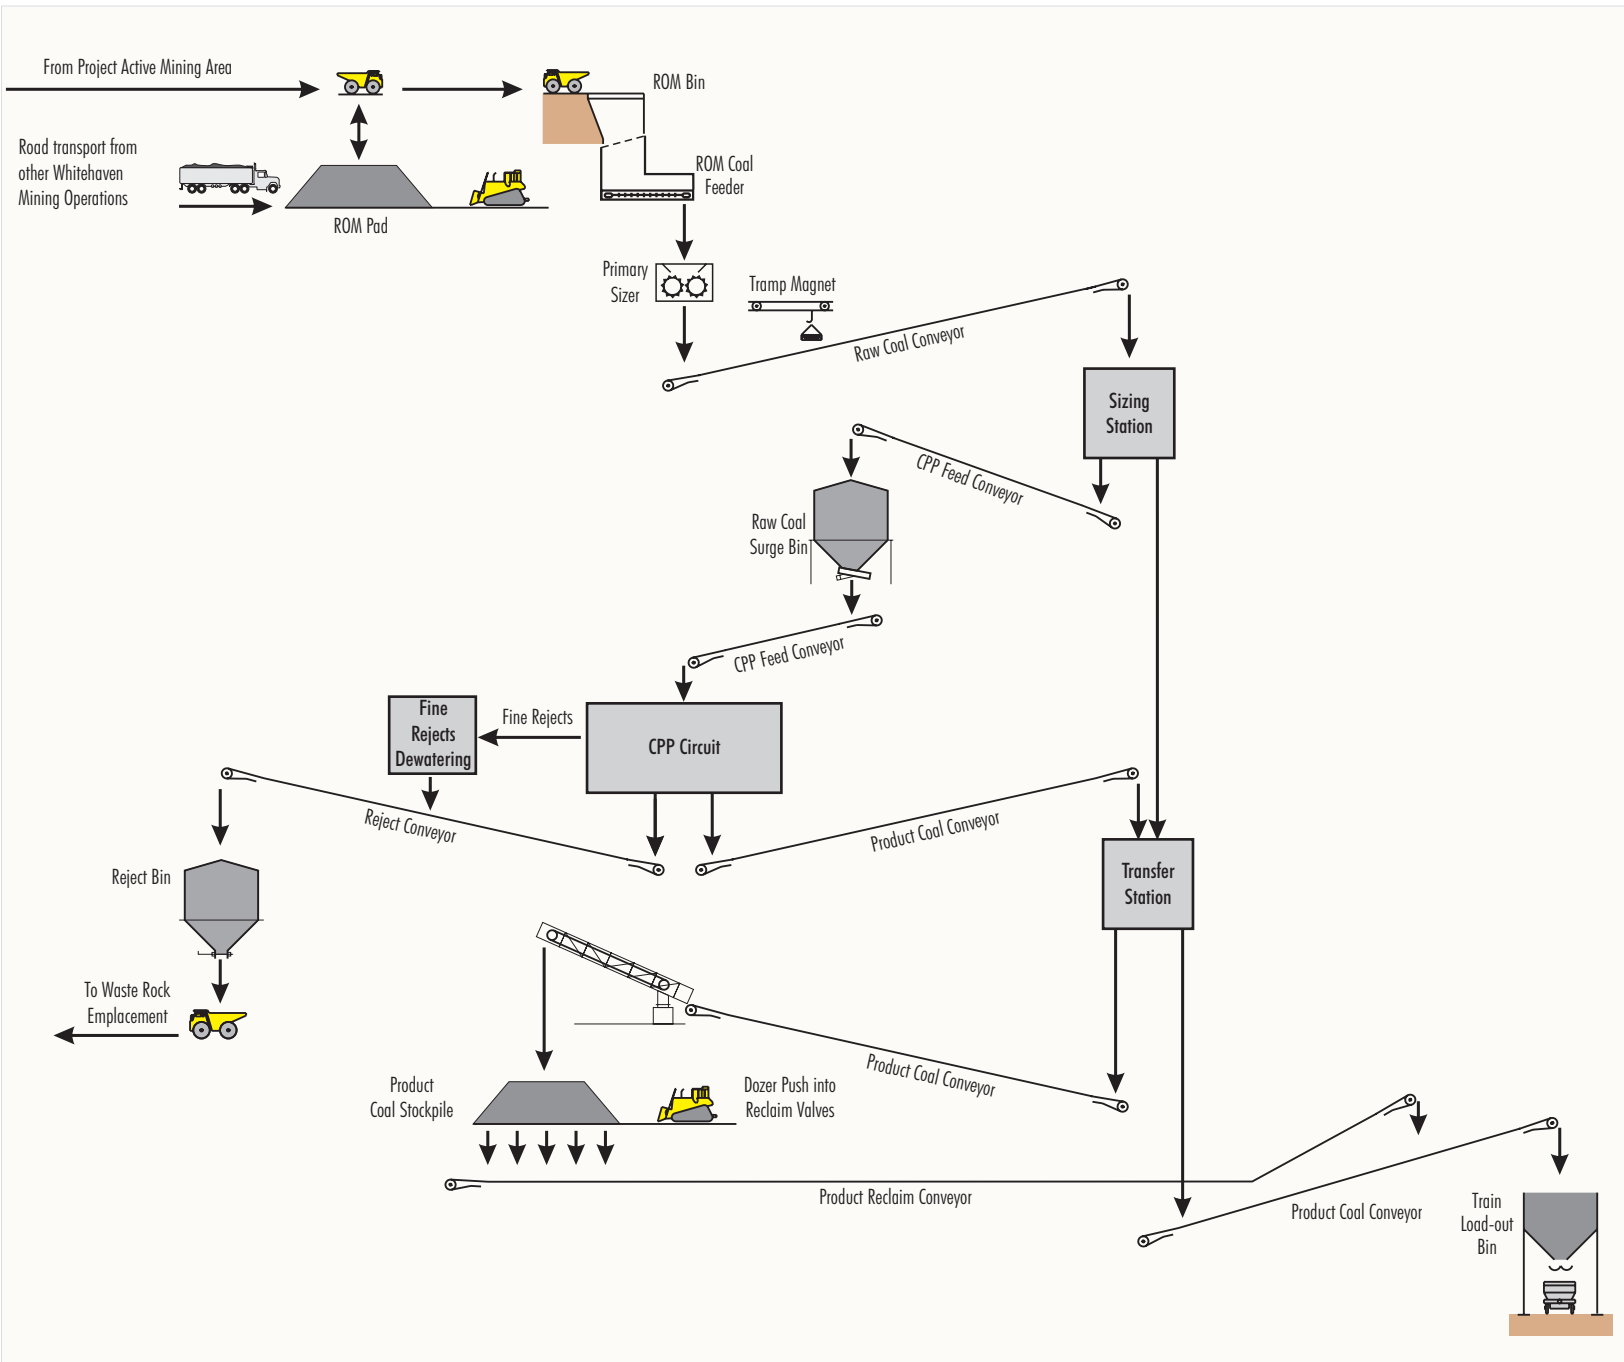 From Project Active Mining Area
ROM Bin
Road transport from
other Whitehaven
Mining Operations
ROM Coal
Feeder
ROM Pad
Primary
Sizer
Tramp Magnet
Raw Coal Conveyor
Sizing
Station
CPP Feed Conveyor
Raw Coal
Surge Bin
CPP Feed Conveyor
Fine
Rejects
Dewatering
Fine Rejects
CPP Circuit
Reject Conveyor
Product Coal Conveyor
Transfer
Station
Reject Bin
To Waste Rock
Emplacement
Product Coal Conveyor
Product
Coal Stockpile
Dozer Push into
Reclaim Valves
Product Reclaim Conveyor
Product Coal Conveyor
Train
Load-out
Bin